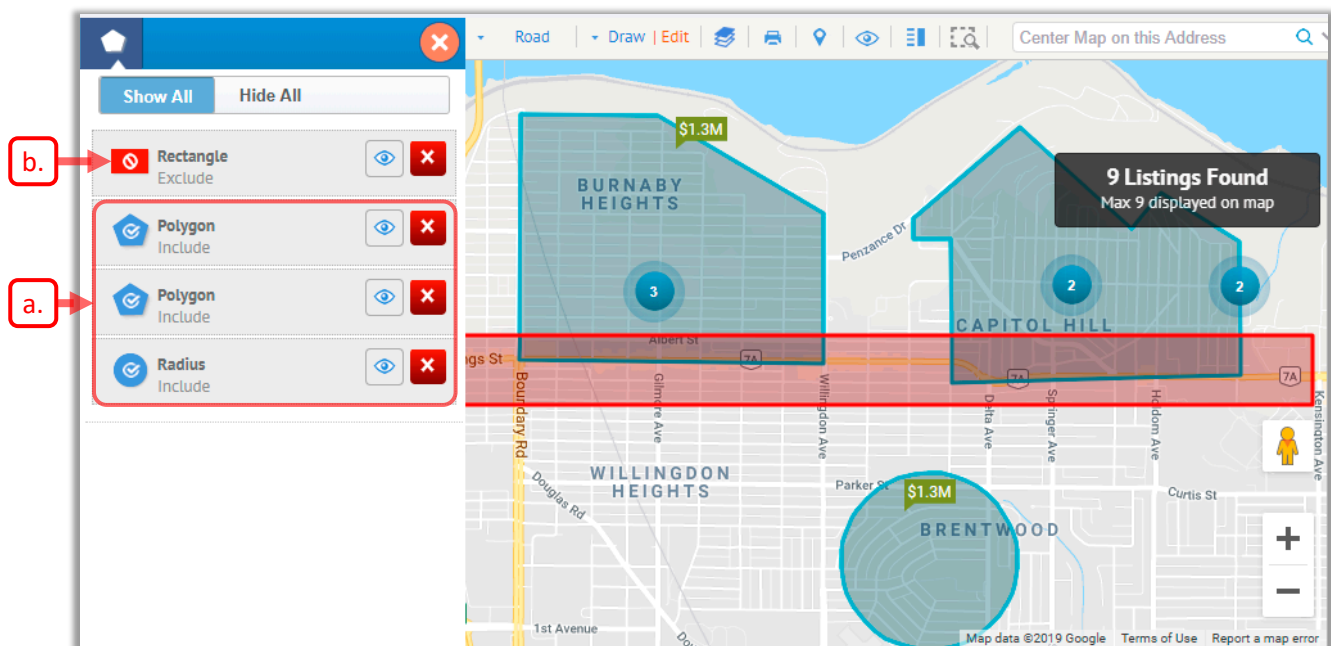 Road
Draw | Edit
Center Map on this Address
Show All
Hide All
b.
Rectangle
Exclude
a.
Polygon
Include
Polygon
Include
Radius
Include
$1.3M
BURNABY
HEIGHTS
9 Listings Found
Max 9 displayed on map
Penzance Dr
3
2
2
CAPITOL HILL
Albert St
ngs St
7A
7A
7A
Boundary Rd
Gilmore Ave
Willingdon Ave
Delta Ave
Springer Ave
Holdom Ave
Kensington Ave
WILLINGDON
HEIGHTS
Douglas Rd
Parker St
$1.3M
Curtis St
BRENTWOOD
1st Avenue
Map data ©2019 Google
Terms of Use
Report a map error